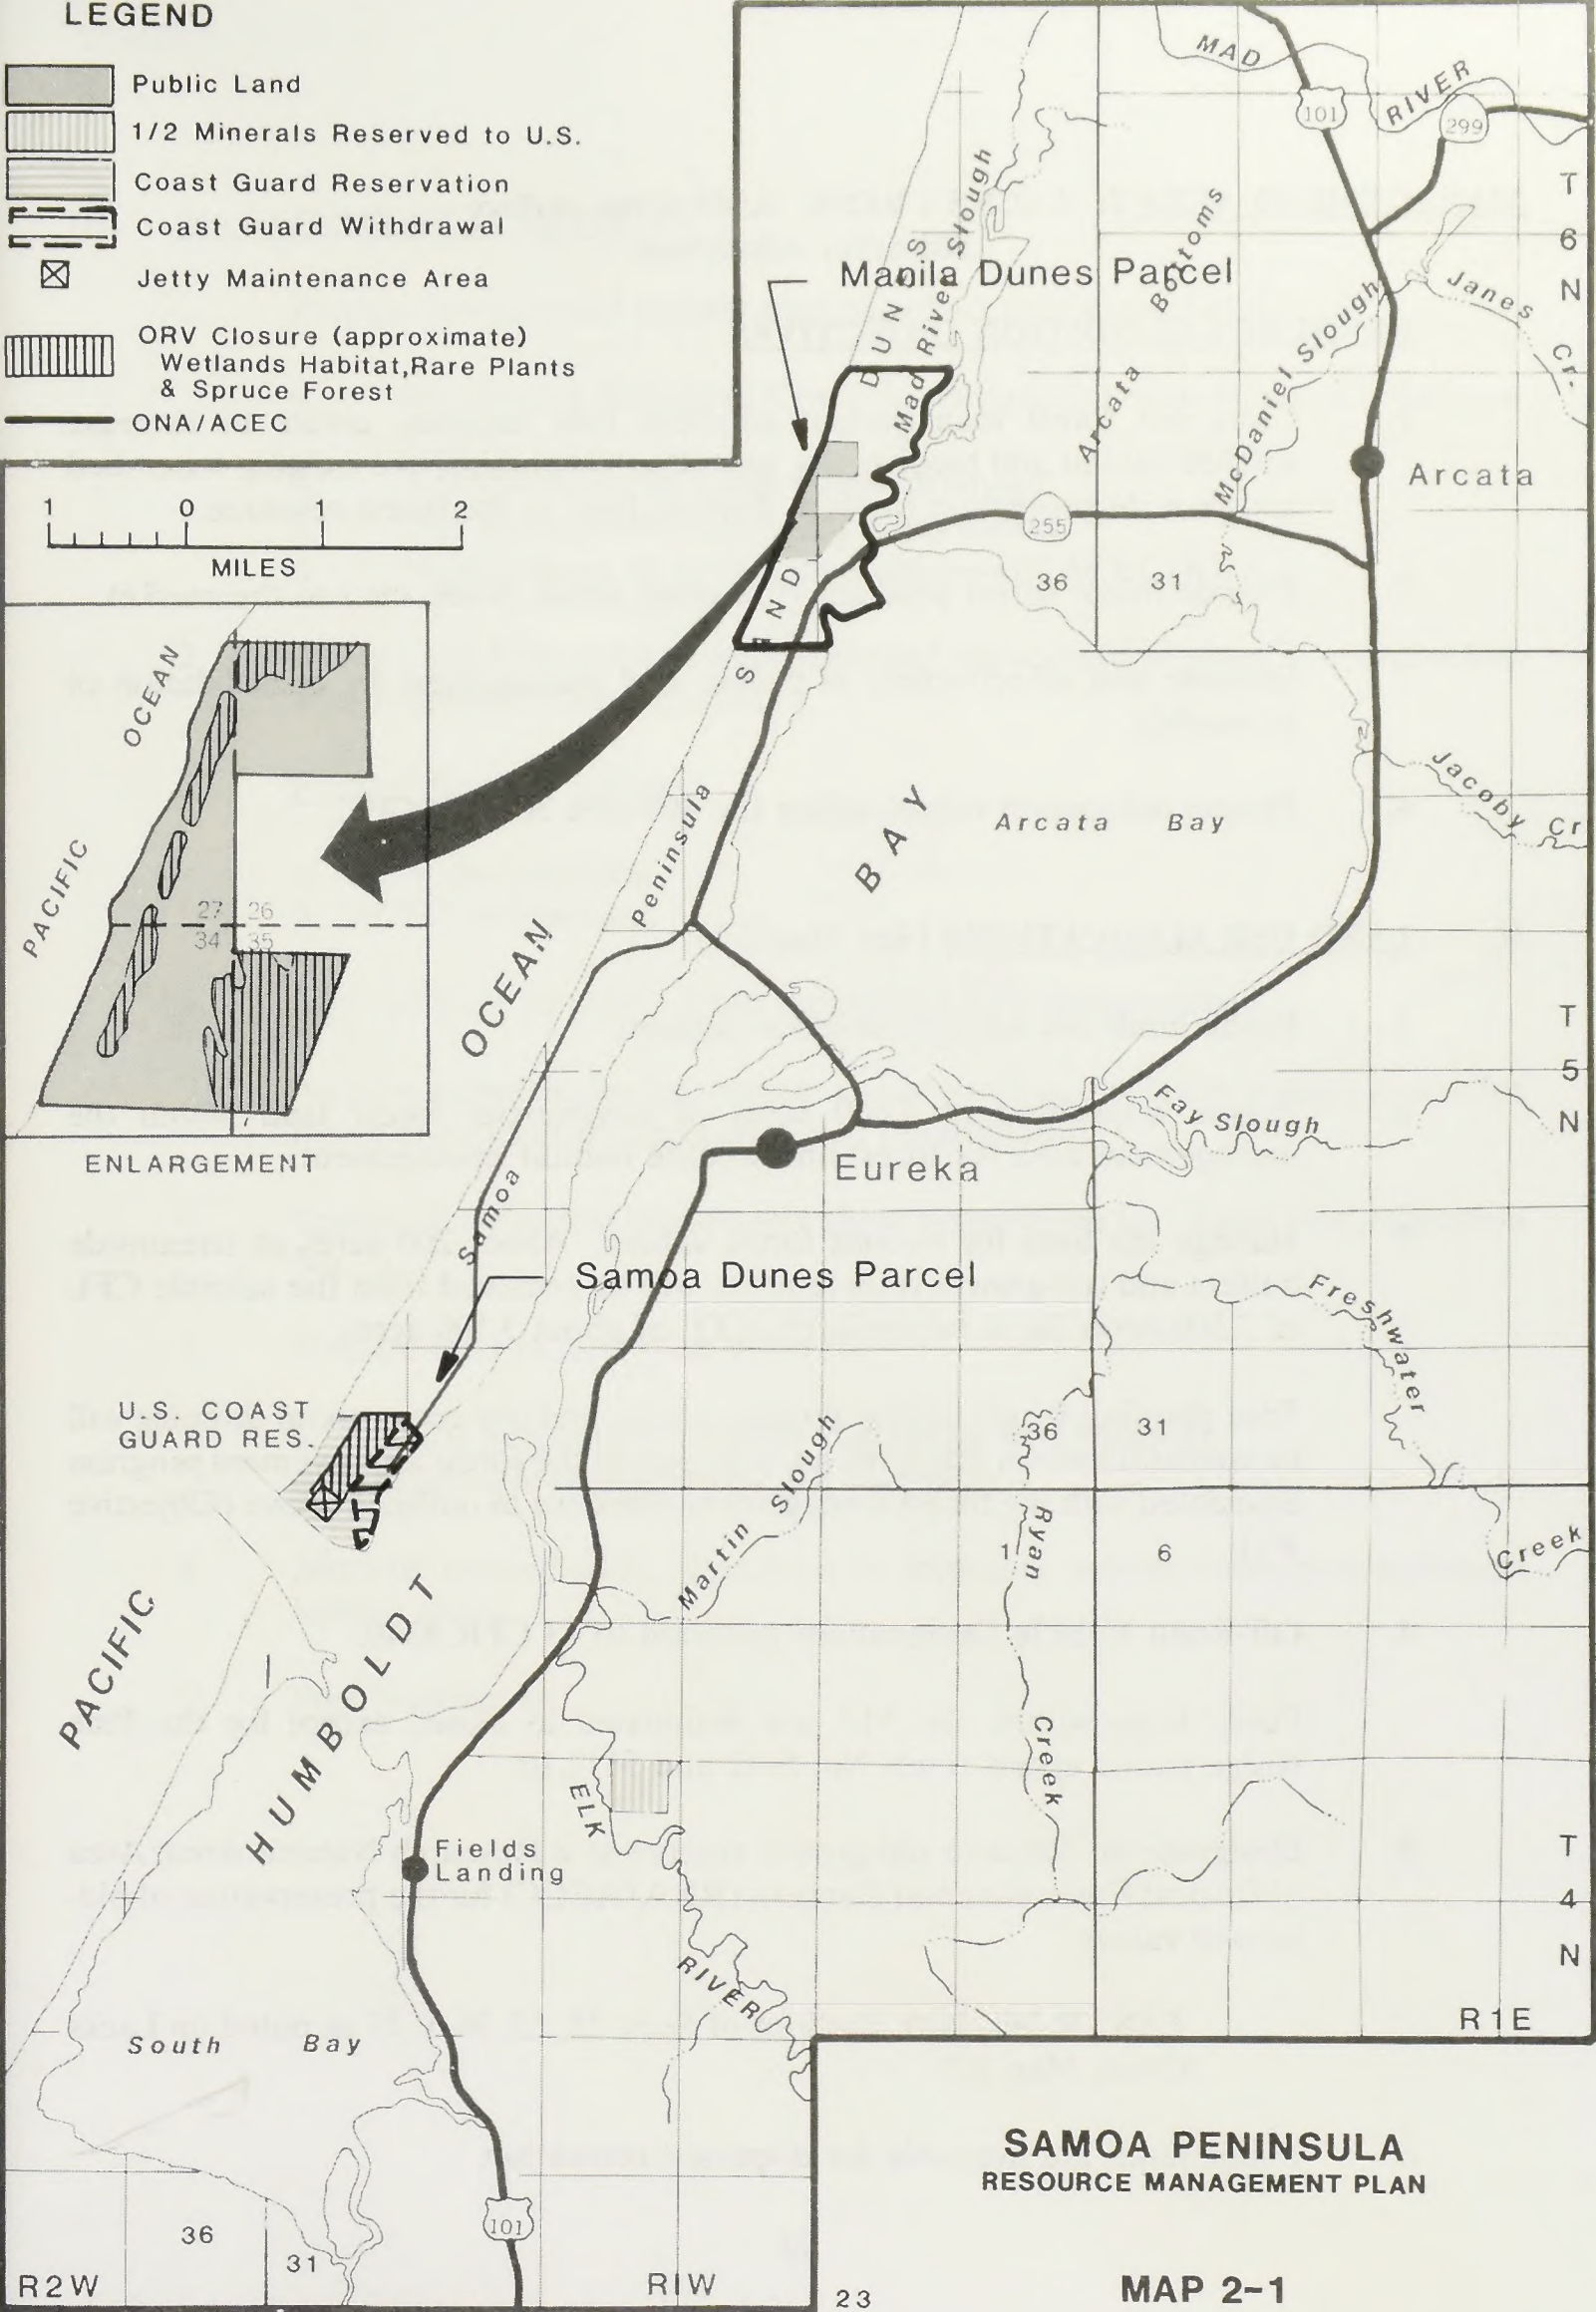 LEGEND
Public Land
1/2 Minerals Reserved to U.S.
Coast Guard Reservation
Coast Guard Withdrawal
Jetty Maintenance Area
ORV Closure (approximate)
Wetlands Habitat,Rare Plants
& Spruce Forest
ONA/ACEC
1 0 1 2
MILES
PACIFIC OCEAN
27 26
34 35
ENLARGEMENT
MAD RIVER
101
299
T
6
N
Mad River Slough
Manila Dunes Parcel
SAND DUNES
Arcata Bottoms
McDaniel Slough
Janes Cr.
Arcata
255
36
31
Jacoby Cr
Arcata Bay
HUMBOLDT BAY
Samoa Peninsula
PACIFIC OCEAN
T
5
N
Fay Slough
Eureka
Samoa Dunes Parcel
Freshwater Creek
U.S. COAST
GUARD RES.
36
31
Martin Slough
1
6
Ryan Creek
ELK RIVER
Fields
Landing
T
4
N
R1E
South Bay
36
31
101
R2W
R1W
SAMOA PENINSULA
RESOURCE MANAGEMENT PLAN
MAP 2-1
23